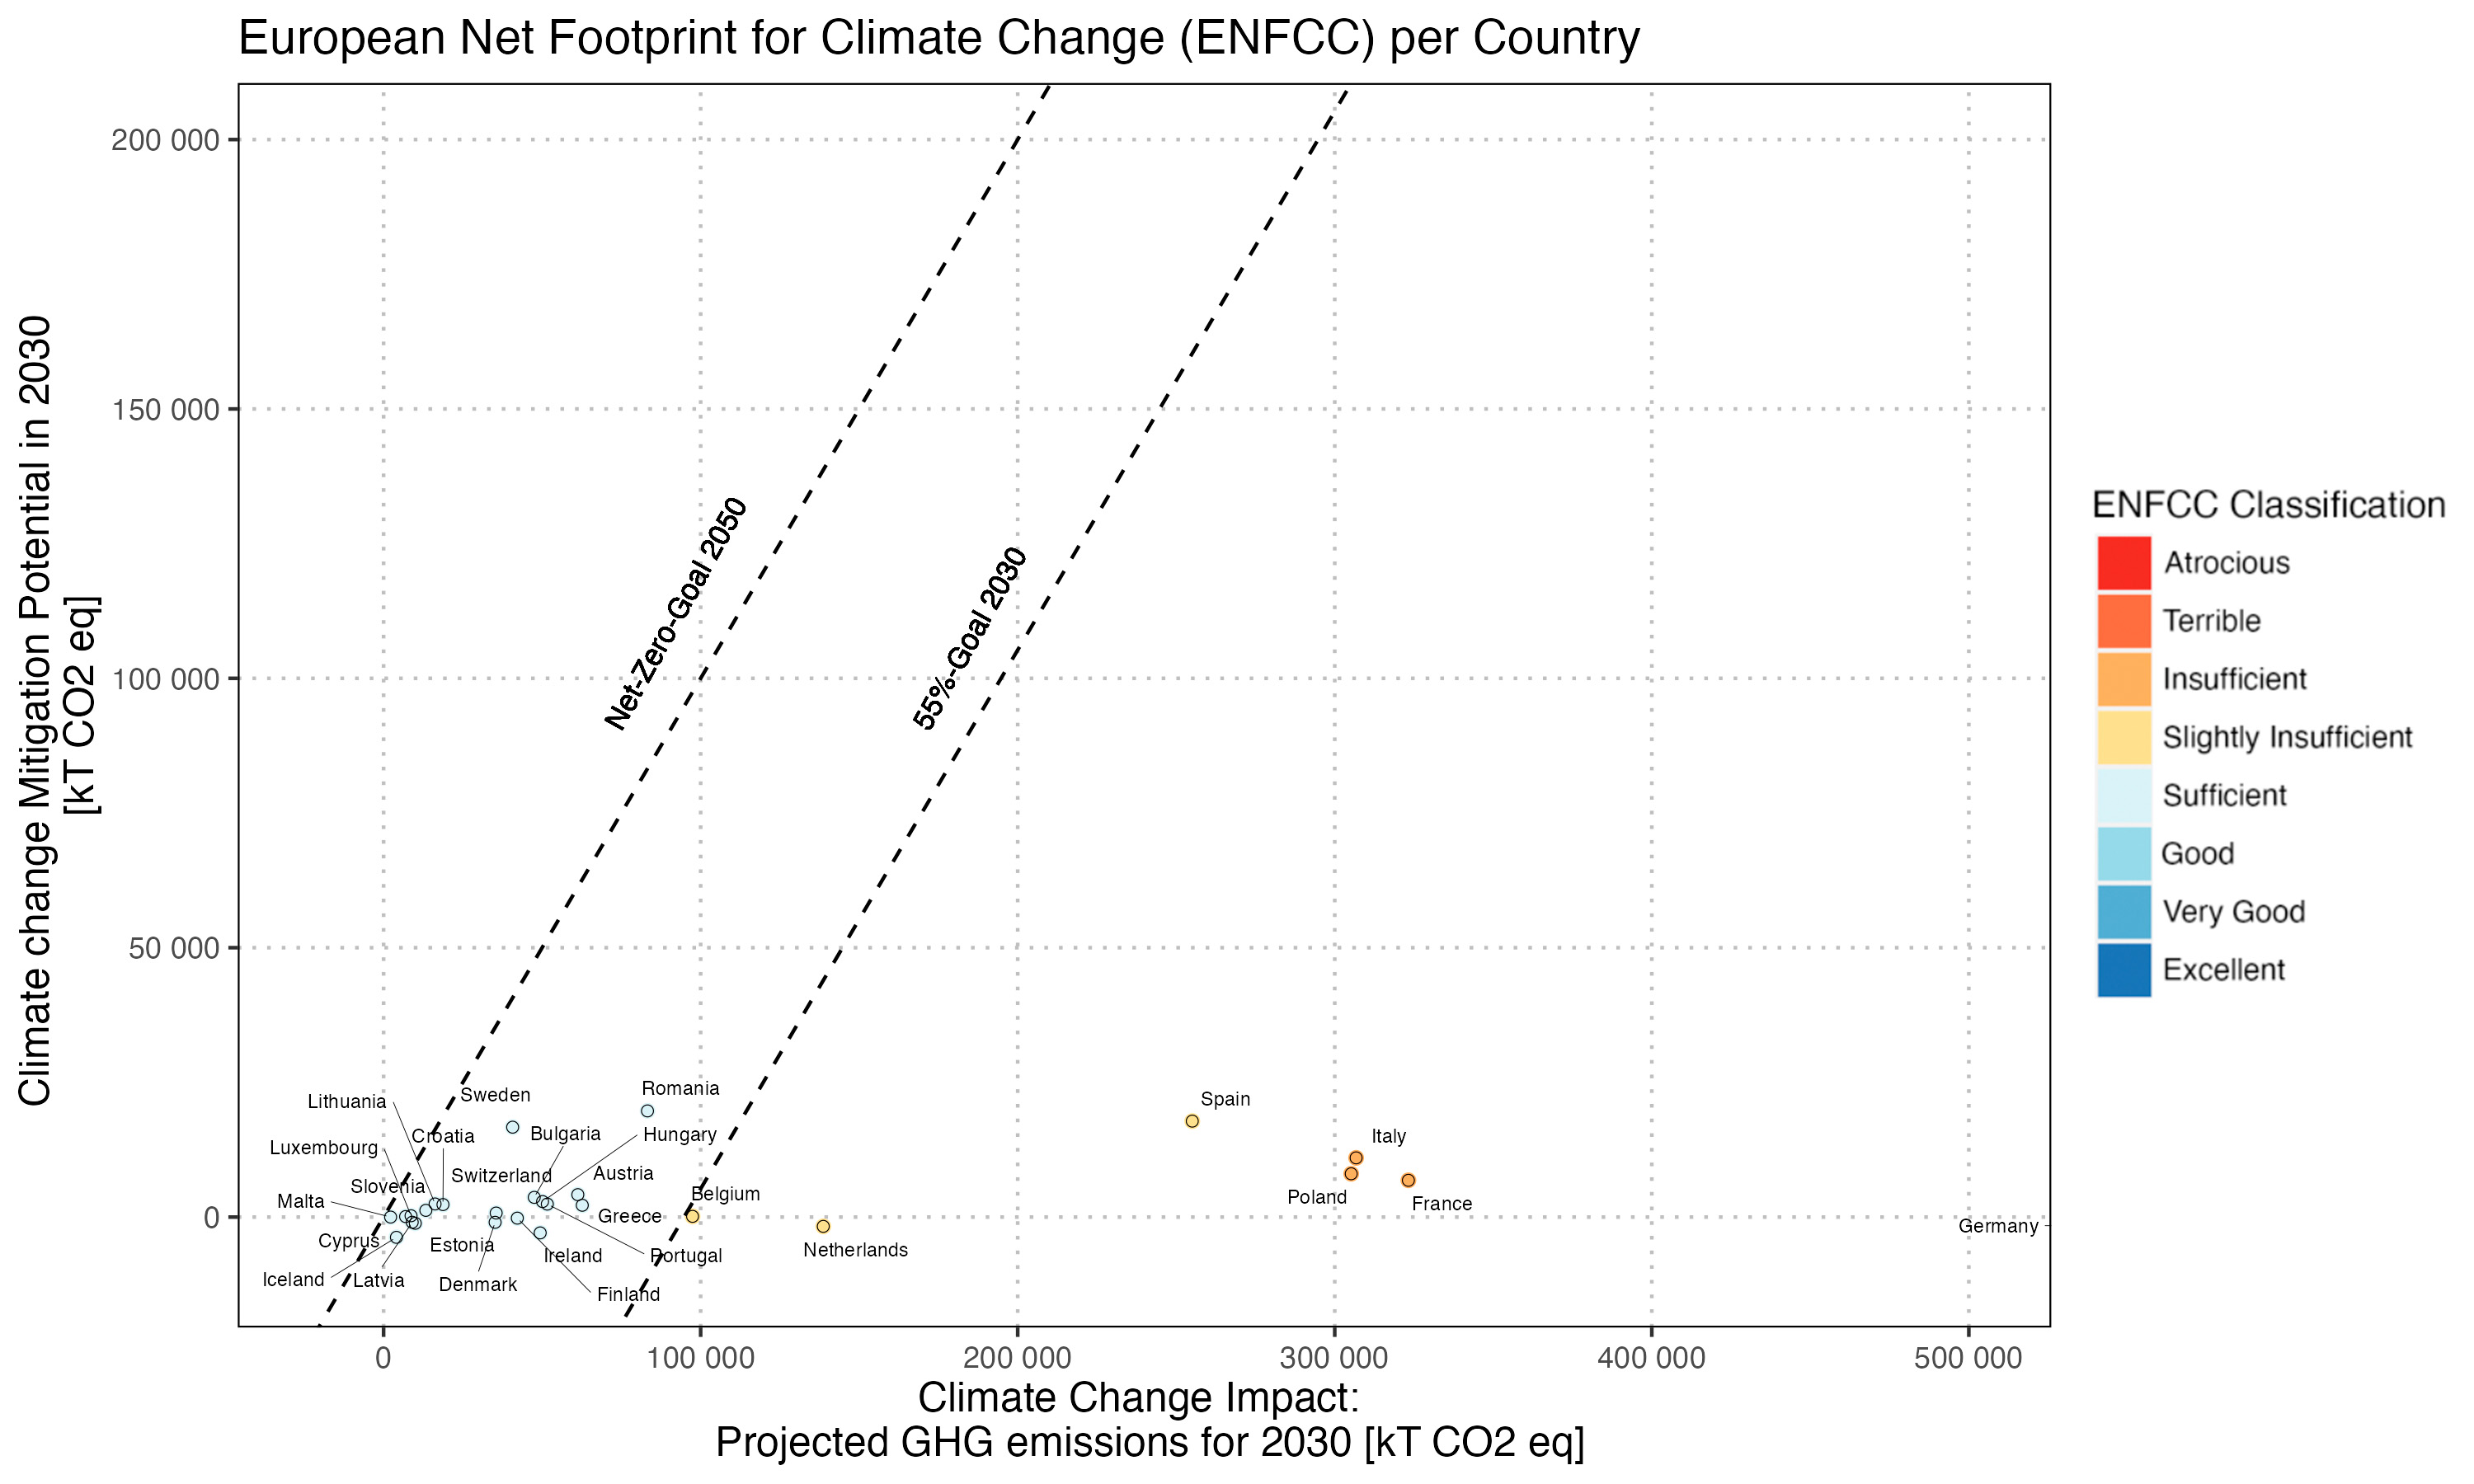 European Net Footprint for Climate Change (ENFCC) per Country
Climate change Mitigation Potential in 2030
[kT CO2 eq]
200 000
150 000
100 000
50 000
0
Net-Zero-Goal 2050
55%-Goal 2030
Romania
Sweden
Lithuania
Spain
Croatia
Bulgaria
Hungary
Italy
Luxembourg
Switzerland
Austria
Slovenia
Belgium
Malta
Poland
France
Greece
Germany
Cyprus
Estonia
Ireland
Portugal
Netherlands
Iceland
Latvia
Denmark
Finland
0
100 000
200 000
300 000
400 000
500 000
Climate Change Impact:
Projected GHG emissions for 2030 [kT CO2 eq]
ENFCC Classification
Atrocious
Terrible
Insufficient
Slightly Insufficient
Sufficient
Good
Very Good
Excellent